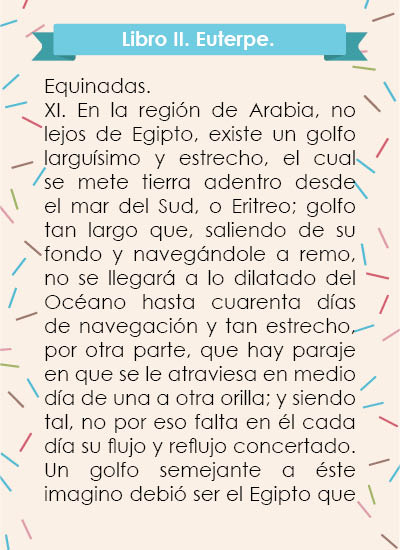 Libro II. Euterpe.
Equinadas.
XI. En la región de Arabia, no
lejos de Egipto, existe un golfo
larguísimo y estrecho, el cual
se mete tierra adentro desde
el mar del Sud, o Eritreo; golfo
tan largo que, saliendo de su
fondo y navegándole a remo,
no se llegará a lo dilatado del
Océano hasta cuarenta días
de navegación y tan estrecho,
por otra parte, que hay paraje
en que se le atraviesa en medio
día de una a otra orilla; y siendo
tal, no por eso falta en él cada
día su flujo y reflujo concertado.
Un golfo semejante a éste
imagino debió ser el Egipto que